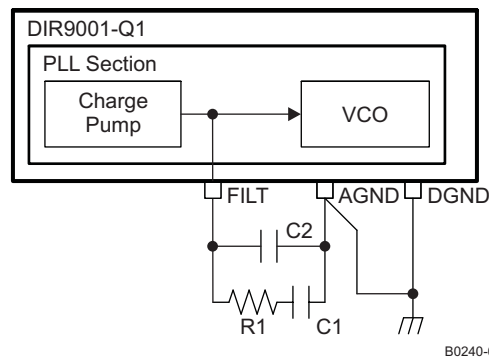 DIR9001-Q1
PLL Section
Charge
Pump
VCO
FILT
AGND
DGND
C2
R1
C1